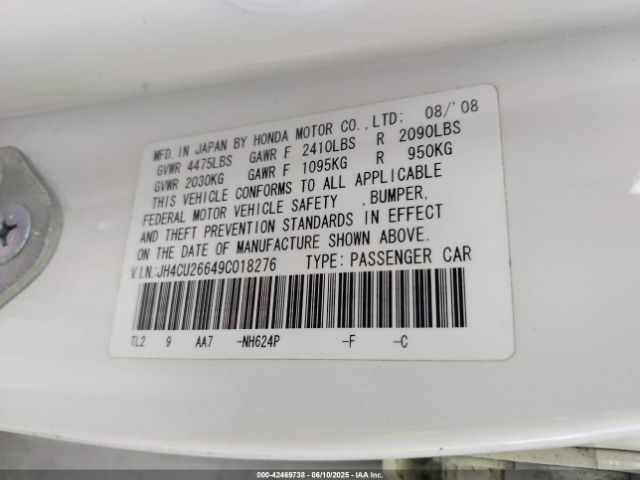 MFD. IN JAPAN BY HONDA MOTOR CO., LTD; 08/'08
GVWR 4475LBS GAWR F 2410LBS R 2090LBS
GVWR 2030KG GAWR F 1095KG R 950KG
THIS VEHICLE CONFORMS TO ALL APPLICABLE
FEDERAL MOTOR VEHICLE SAFETY ,BUMPER,
AND THEFT PREVENTION STANDARDS IN EFFECT
ON THE DATE OF MANUFACTURE SHOWN ABOVE.
V.I.N.:JH4CU26649C018276 TYPE: PASSENGER CAR
TL2 9 AA7 -NH624P -F -C
000-42469738 - 06/10/2025 - IAA Inc.